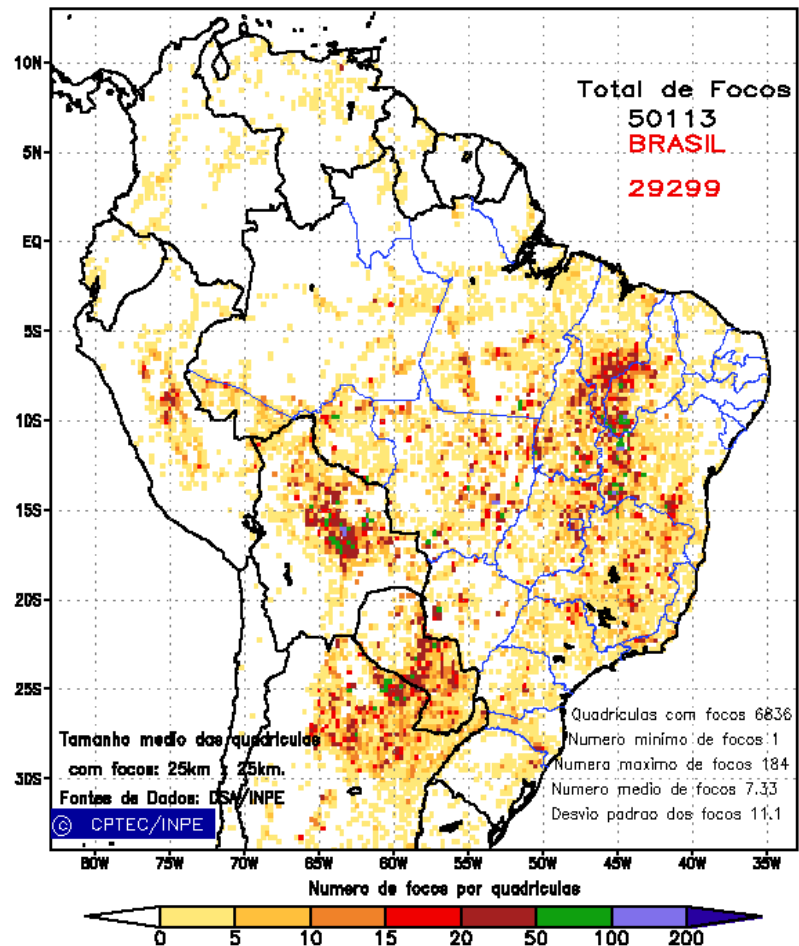 Total de Focos
50113
BRASIL
29299
10N
5N
EQ
5S
10S
15S
20S
25S
30S
Quadriculas com focos 6836
Numero minimo de focos 1
Numero maximo de focos 184
Numero medio de focos 7.33
Desvio padrao dos focos 11.1
Tamanho medio das quadriculas
com focos: 25km x 25km.
Fontes de Dados: DSA/INPE
© CPTEC/INPE
80W 75W 70W 65W 60W 55W 50W 45W 40W 35W
Numero de focos por quadriculas
0 5 10 15 20 50 100 200